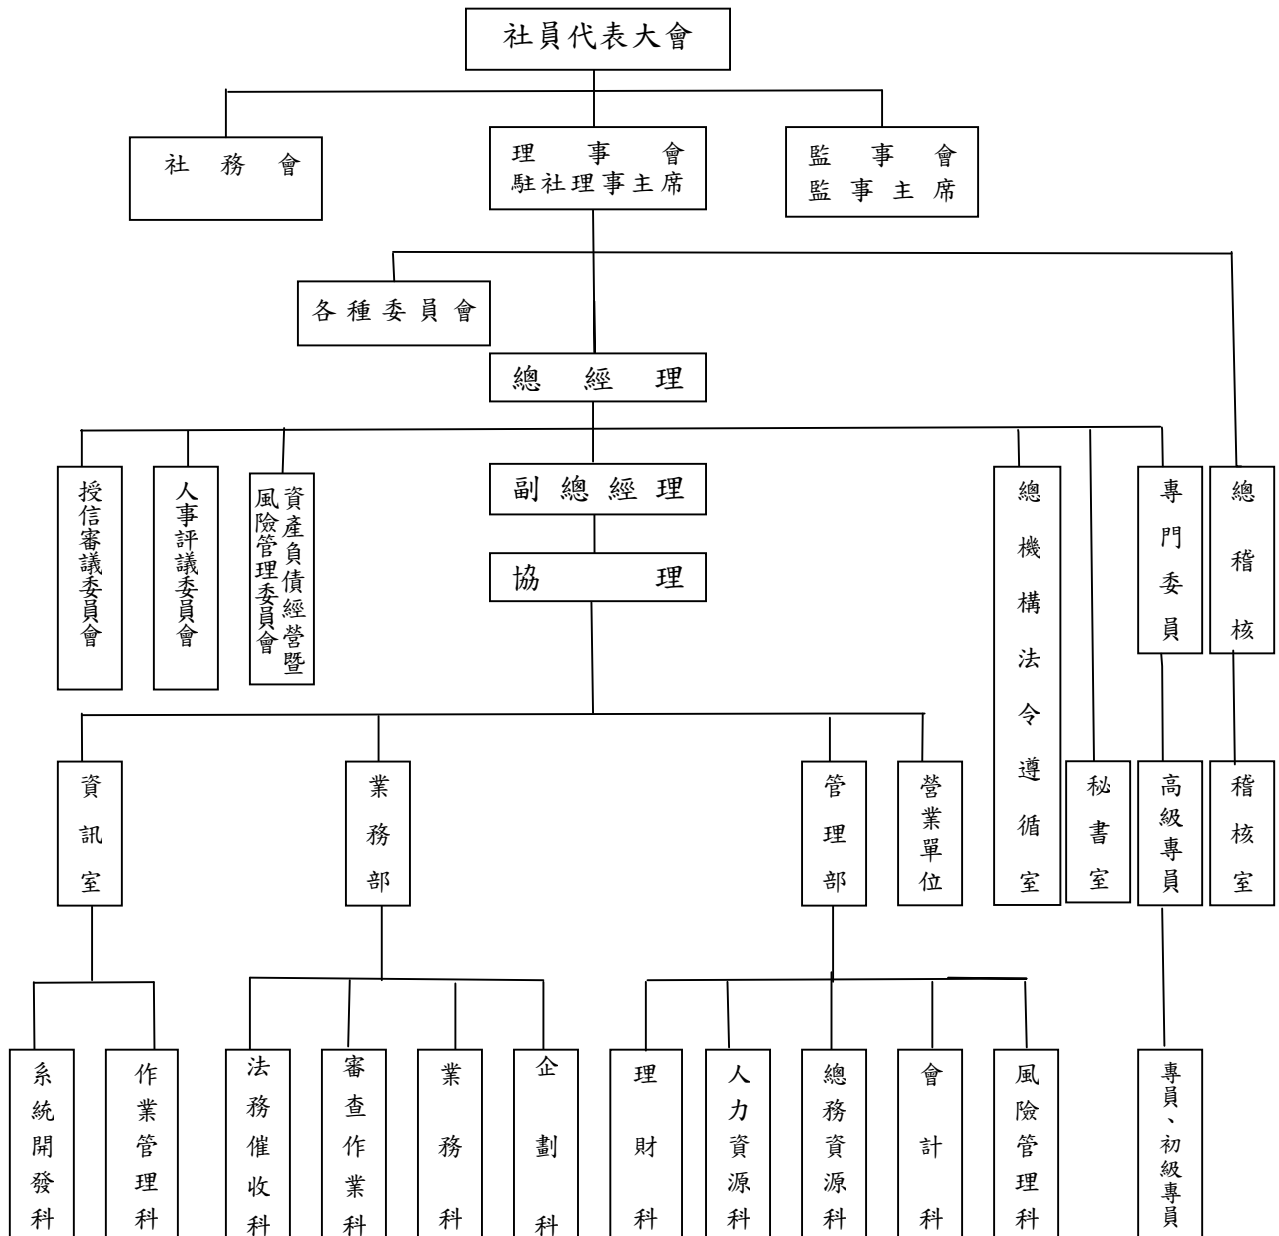 社員代表大會
社務會
理事會
駐社理事主席
監事會
監事主席
各種委員會
總經理
副總經理
協理
授信審議委員會
人事評議委員會
資產負債經營暨
風險管理委員會
總機構法令遵循室
專門委員
總稽核
資訊室
業務部
管理部
營業單位
秘書室
高級專員
稽核室
系統開發科
作業管理科
法務催收科
審查作業科
業務科
企劃科
理財科
人力資源科
總務資源科
會計科
風險管理科
專員、初級專員